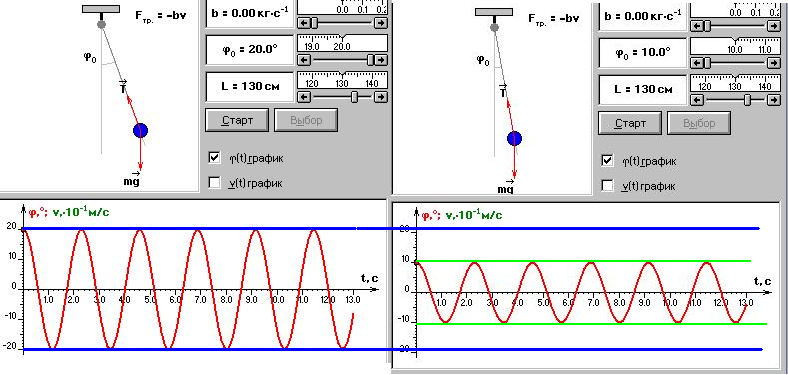 Fтр. = -bv
b = 0.00 кг·с⁻¹
0.0 0.1 0.2
φ₀
φ₀ = 20.0°
19.0 20.0
T
L = 130 см
120 130 140
Старт
Выбор
φ(t) график
v(t) график
mg
φ,°; v,·10⁻¹ м/с
20
10
0
-10
-20
1.0 2.0 3.0 4.0 5.0 6.0 7.0 8.0 9.0 10.0 11.0 12.0 13.0
t, с
Fтр. = -bv
b = 0.00 кг·с⁻¹
0.0 0.1
φ₀
φ₀ = 10.0°
10.0 11.0
T
L = 130 см
120 130 140
Старт
Выбор
φ(t) график
v(t) график
mg
φ,°; v,·10⁻¹ м/с
20
10
0
-10
-20
1.0 2.0 3.0 4.0 5.0 6.0 7.0 8.0 9.0 10.0 11.0 12.0 13.0
t, с